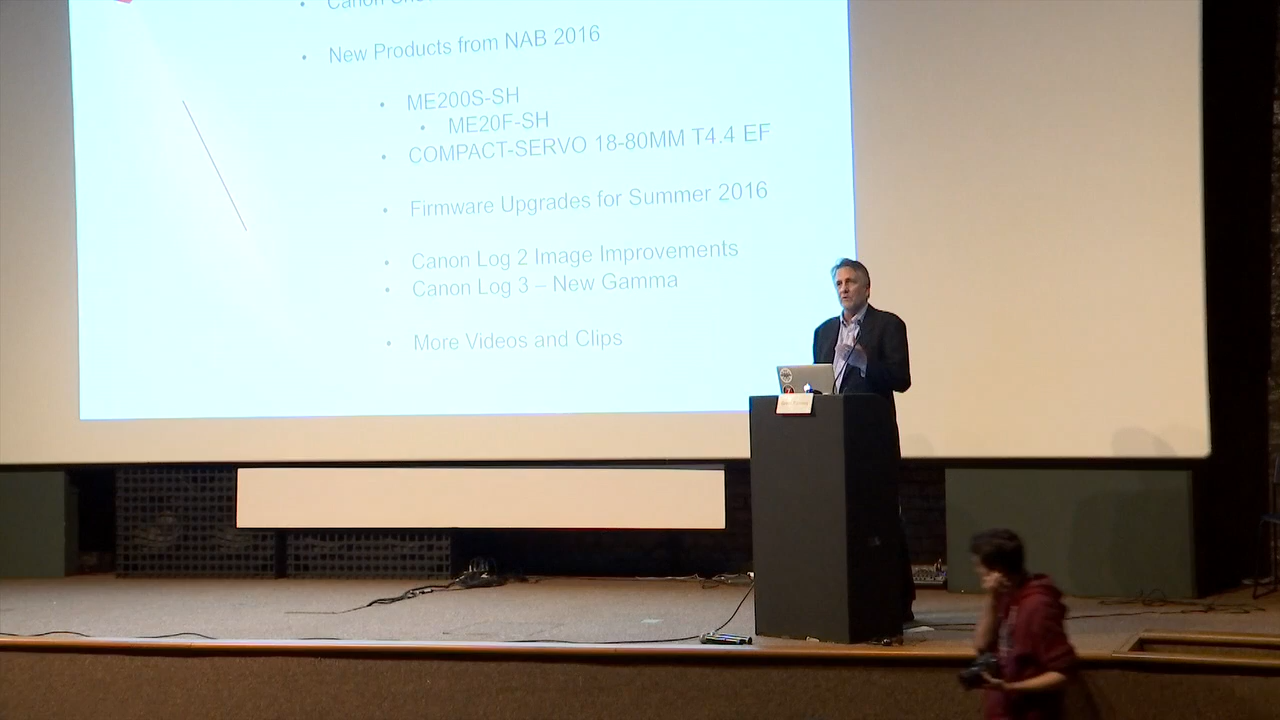 Canon
New Products from NAB 2016
ME200S-SH
ME20F-SH
COMPACT-SERVO 18-80MM T4.4 EF
Firmware Upgrades for Summer 2016
Canon Log 2 Image Improvements
Canon Log 3 – New Gamma
More Videos and Clips